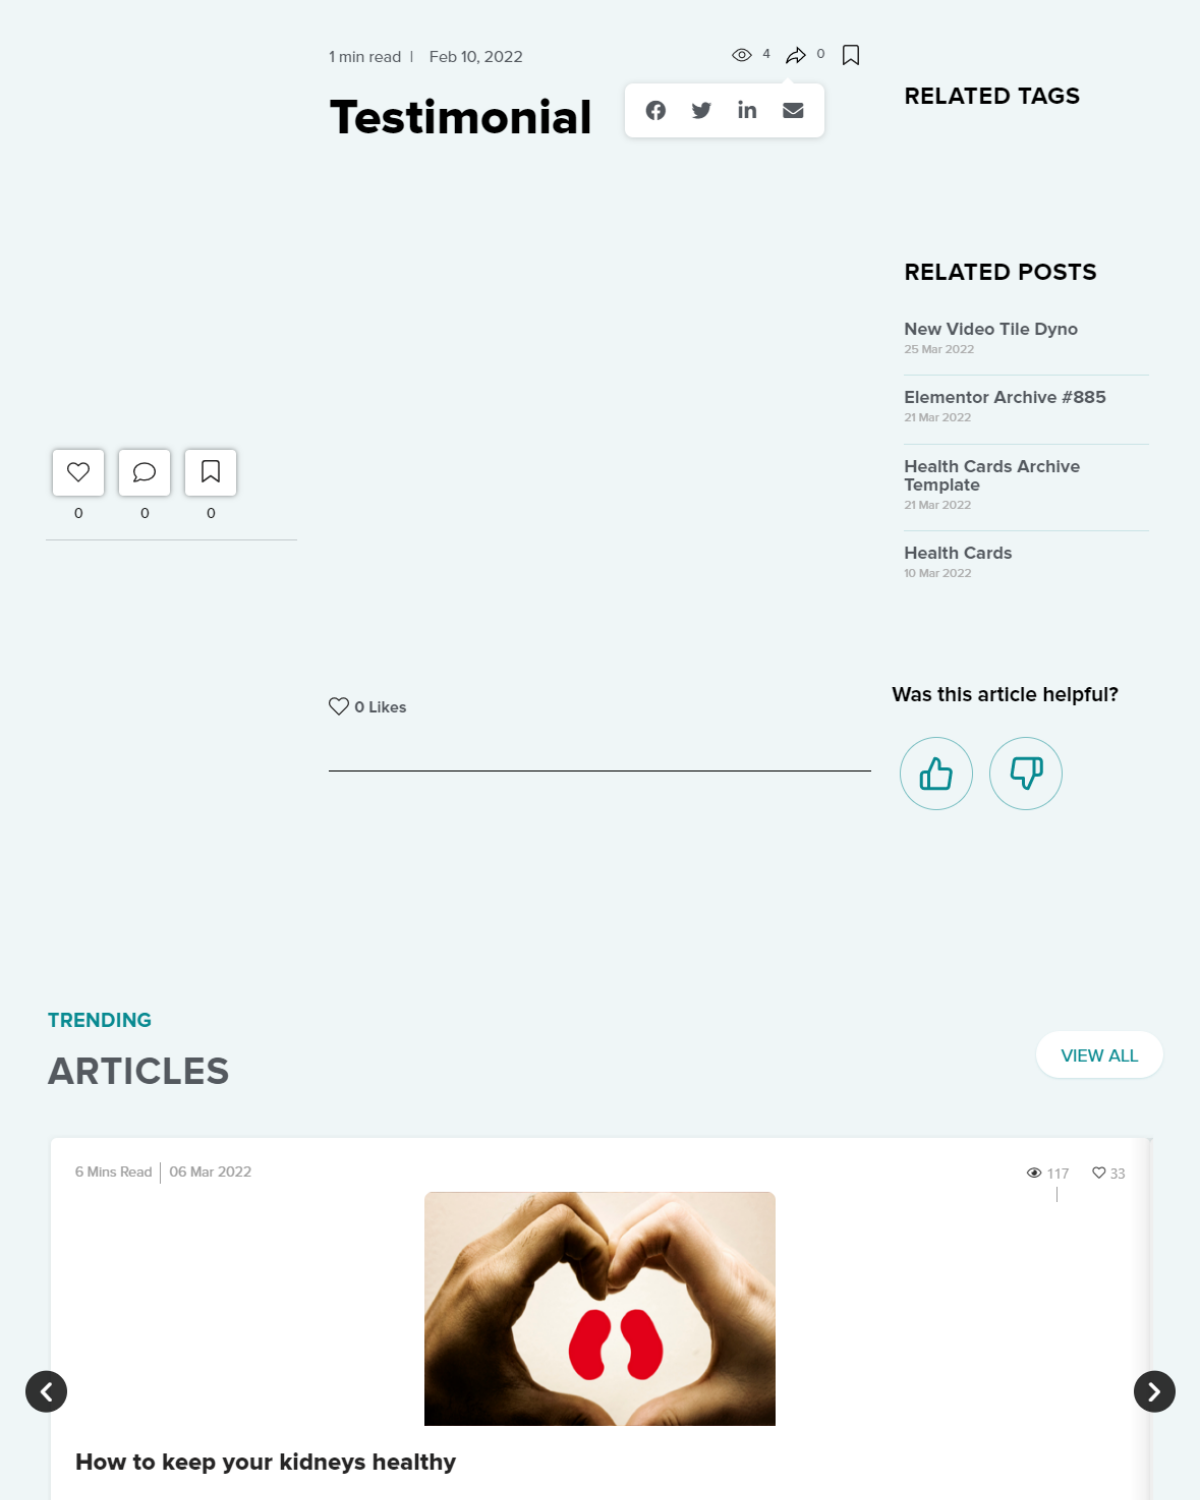 1 min read | Feb 10, 2022
4
0
Testimonial
RELATED TAGS
RELATED POSTS
New Video Tile Dyno
25 Mar 2022
Elementor Archive #885
21 Mar 2022
Health Cards Archive
Template
21 Mar 2022
Health Cards
10 Mar 2022
0
0
0
0 Likes
Was this article helpful?
TRENDING
ARTICLES
VIEW ALL
6 Mins Read | 06 Mar 2022
117
33
How to keep your kidneys healthy